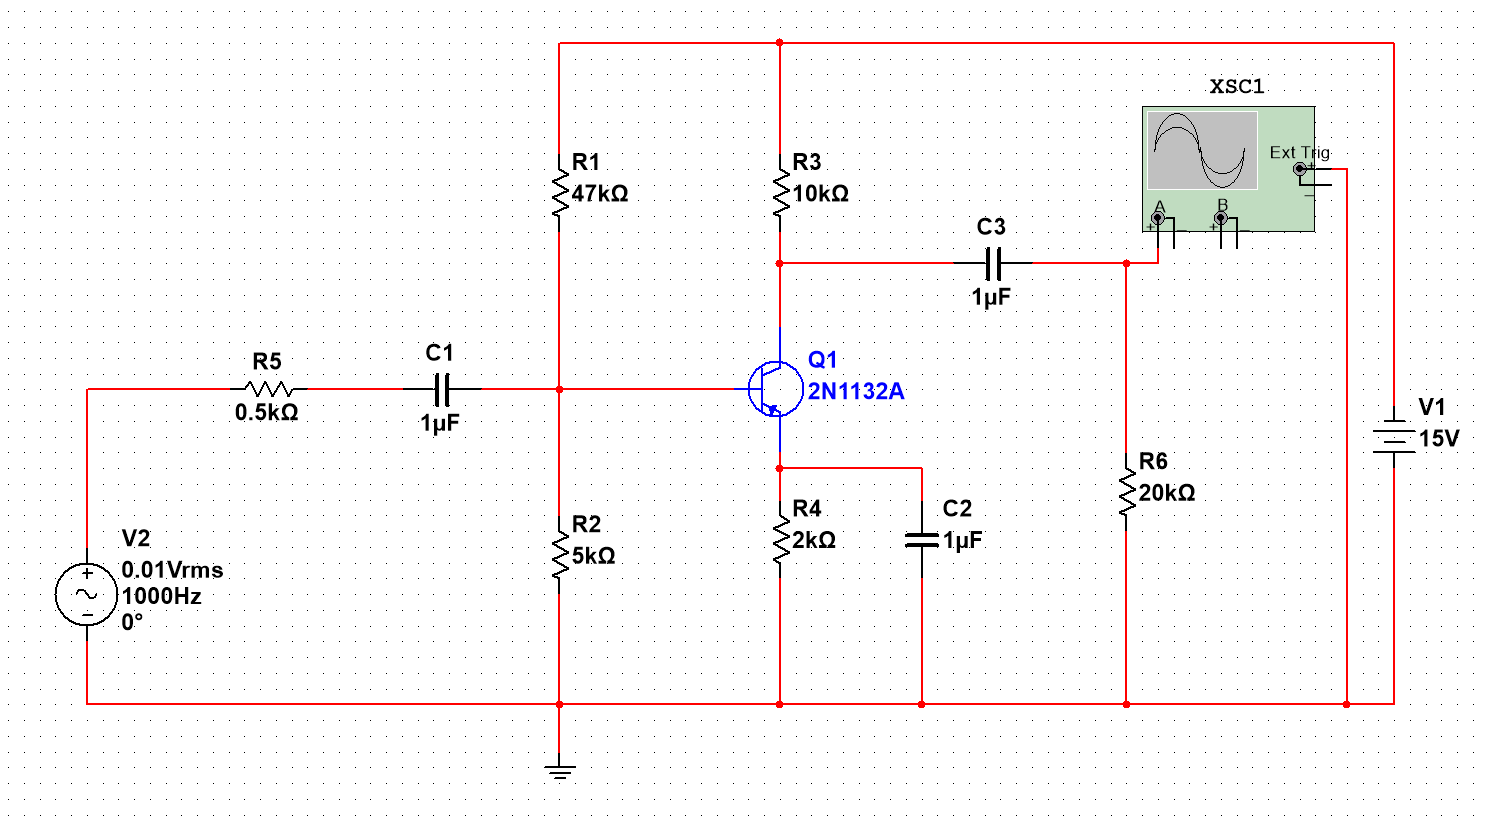 XSC1
Ext Trig
+
_
A
B
+
_
+
_
R1
47kΩ
R3
10kΩ
C3
1µF
R5
0.5kΩ
C1
1µF
Q1
2N1132A
V1
15V
R6
20kΩ
R2
5kΩ
R4
2kΩ
C2
1µF
V2
0.01Vrms
1000Hz
0°
+
~
−